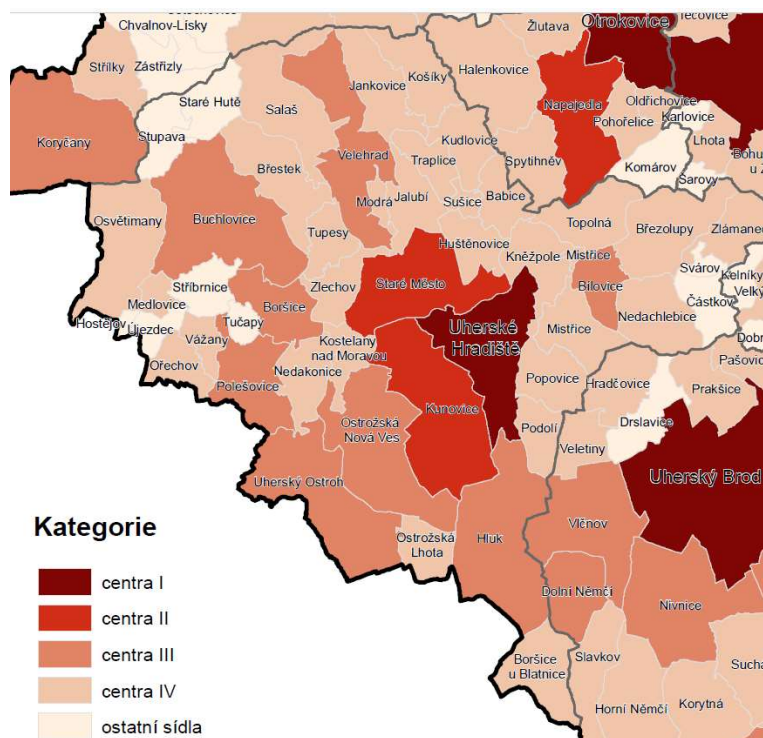 Chvalnov-Lísky
Žlutava
Otrokovice
Tečovice
Střílky
Zástřizly
Jankovice
Košíky
Halenkovice
Staré Hutě
Salaš
Napajedla
Oldřichovice
Karlovice
Pohořelice
Koryčany
Stupava
Velehrad
Kudlovice
Lhota
Traplice
Spytihněv
Břestek
Komárov
Šarovy
Modrá
Jalubí
Sušice
Babice
Osvětimany
Buchlovice
Topolná
Březolupy
Tupesy
Huštěnovice
Kněžpole
Mistřice
Svárov
Kelníky
Stříbrnice
Zlechov
Staré Město
Bílovice
Medlovice
Boršice
Částkov
Hostějov
Újezdec
Tučapy
Uherské
Hradiště
Mistřice
Nedachlebice
Vážany
Kostelany
nad Moravou
Ořechov
Nedakonice
Popovice
Hradčovice
Prakšice
Polešovice
Kunovice
Ostrožská
Nová Ves
Podolí
Drslavice
Veletiny
Uherský Brod
Uherský Ostroh
Kategorie
Vlčnov
Ostrožská
Lhota
Hluk
centra I
Dolní Němčí
Nivnice
centra II
centra III
Boršice
u Blatnice
Slavkov
centra IV
Horní Němčí
Korytná
ostatní sídla